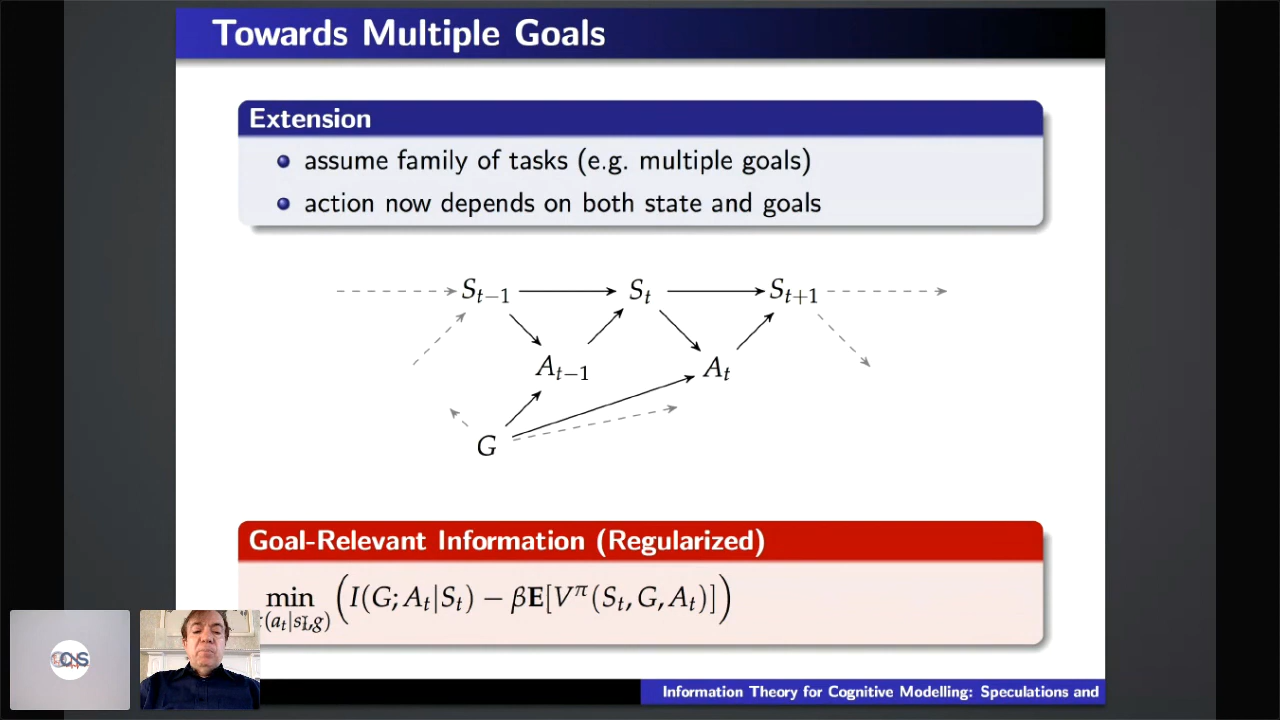 Towards Multiple Goals
Extension
assume family of tasks (e.g. multiple goals)
action now depends on both state and goals
S_{t−1} S_t S_{t+1}
A_{t−1} A_t
G
Goal-Relevant Information (Regularized)
min (I(G; A_t|S_t) − βE[V^π(S_t, G, A_t)])
(a_t|s_t,g)
Information Theory for Cognitive Modelling: Speculations and